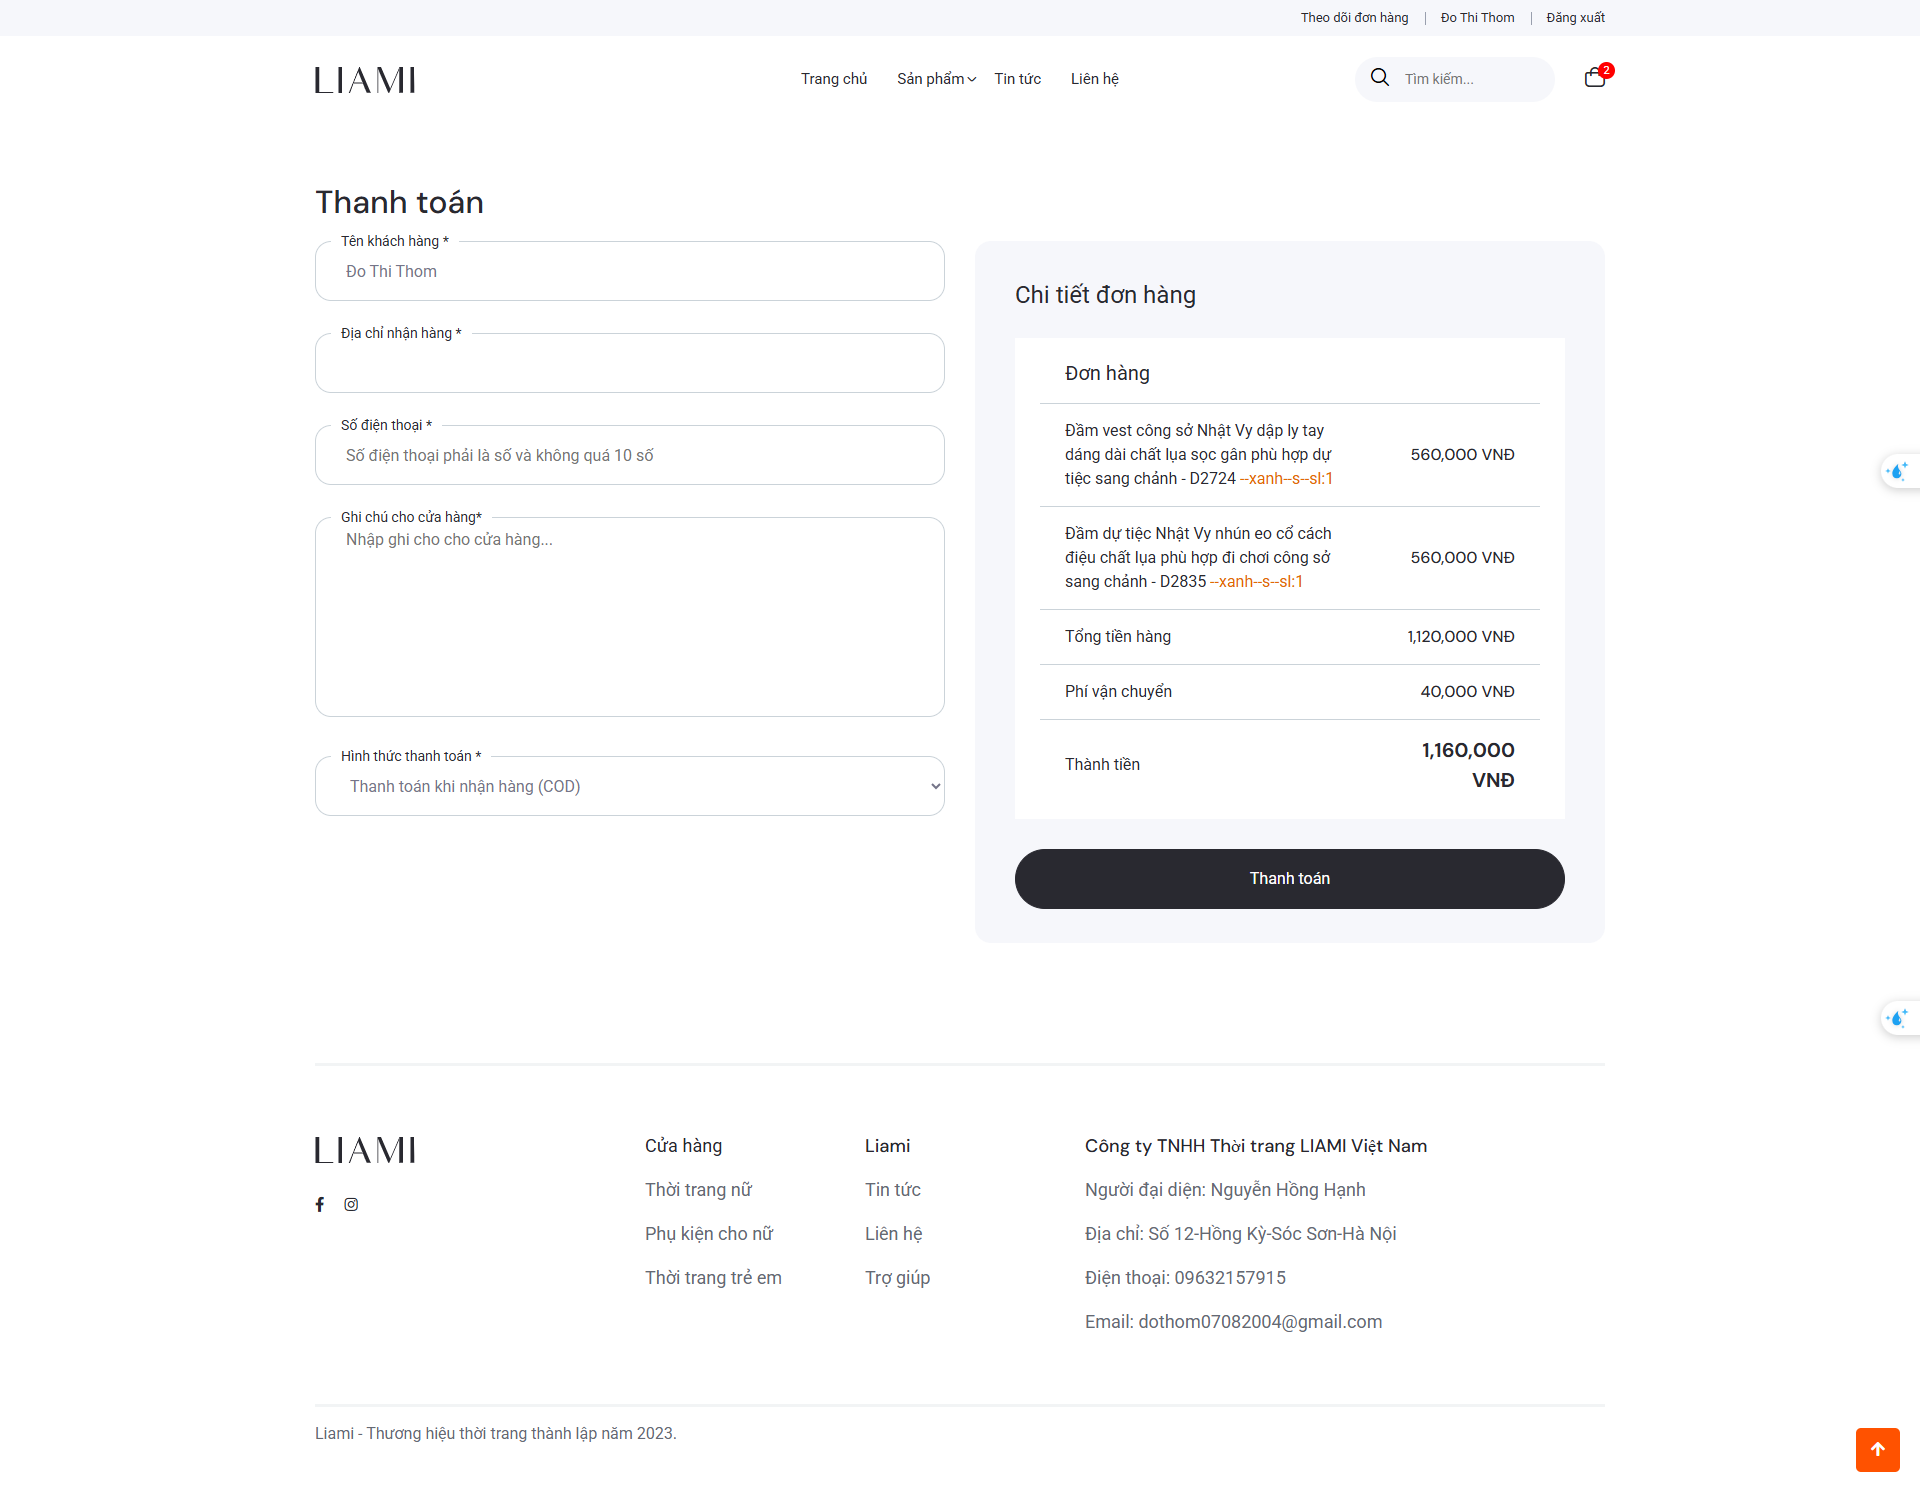 Theo dõi đơn hàng | Đo Thi Thom | Đăng xuất
LIAMI
Trang chủ Sản phẩm Tin tức Liên hệ
Tìm kiếm...
2
Thanh toán
Tên khách hàng *
Đo Thi Thom
Địa chỉ nhận hàng *
Số điện thoại *
Số điện thoại phải là số và không quá 10 số
Ghi chú cho cửa hàng*
Nhập ghi cho cho cửa hàng...
Hình thức thanh toán *
Thanh toán khi nhận hàng (COD)
Chi tiết đơn hàng
Đơn hàng
Đầm vest công sở Nhật Vy dập ly tay
dáng dài chất lụa sọc gân phù hợp dự
tiệc sang chảnh - D2724 --xanh--s--sl:1
560,000 VNĐ
Đầm dự tiệc Nhật Vy nhún eo cổ cách
điệu chất lụa phù hợp đi chơi công sở
sang chảnh - D2835 --xanh--s--sl:1
560,000 VNĐ
Tổng tiền hàng 1,120,000 VNĐ
Phí vận chuyển 40,000 VNĐ
Thành tiền 1,160,000
VNĐ
Thanh toán
LIAMI
Cửa hàng
Thời trang nữ
Phụ kiện cho nữ
Thời trang trẻ em
Liami
Tin tức
Liên hệ
Trợ giúp
Công ty TNHH Thời trang LIAMI Việt Nam
Người đại diện: Nguyễn Hồng Hạnh
Địa chỉ: Số 12-Hồng Kỳ-Sóc Sơn-Hà Nội
Điện thoại: 09632157915
Email: dothom07082004@gmail.com
Liami - Thương hiệu thời trang thành lập năm 2023.